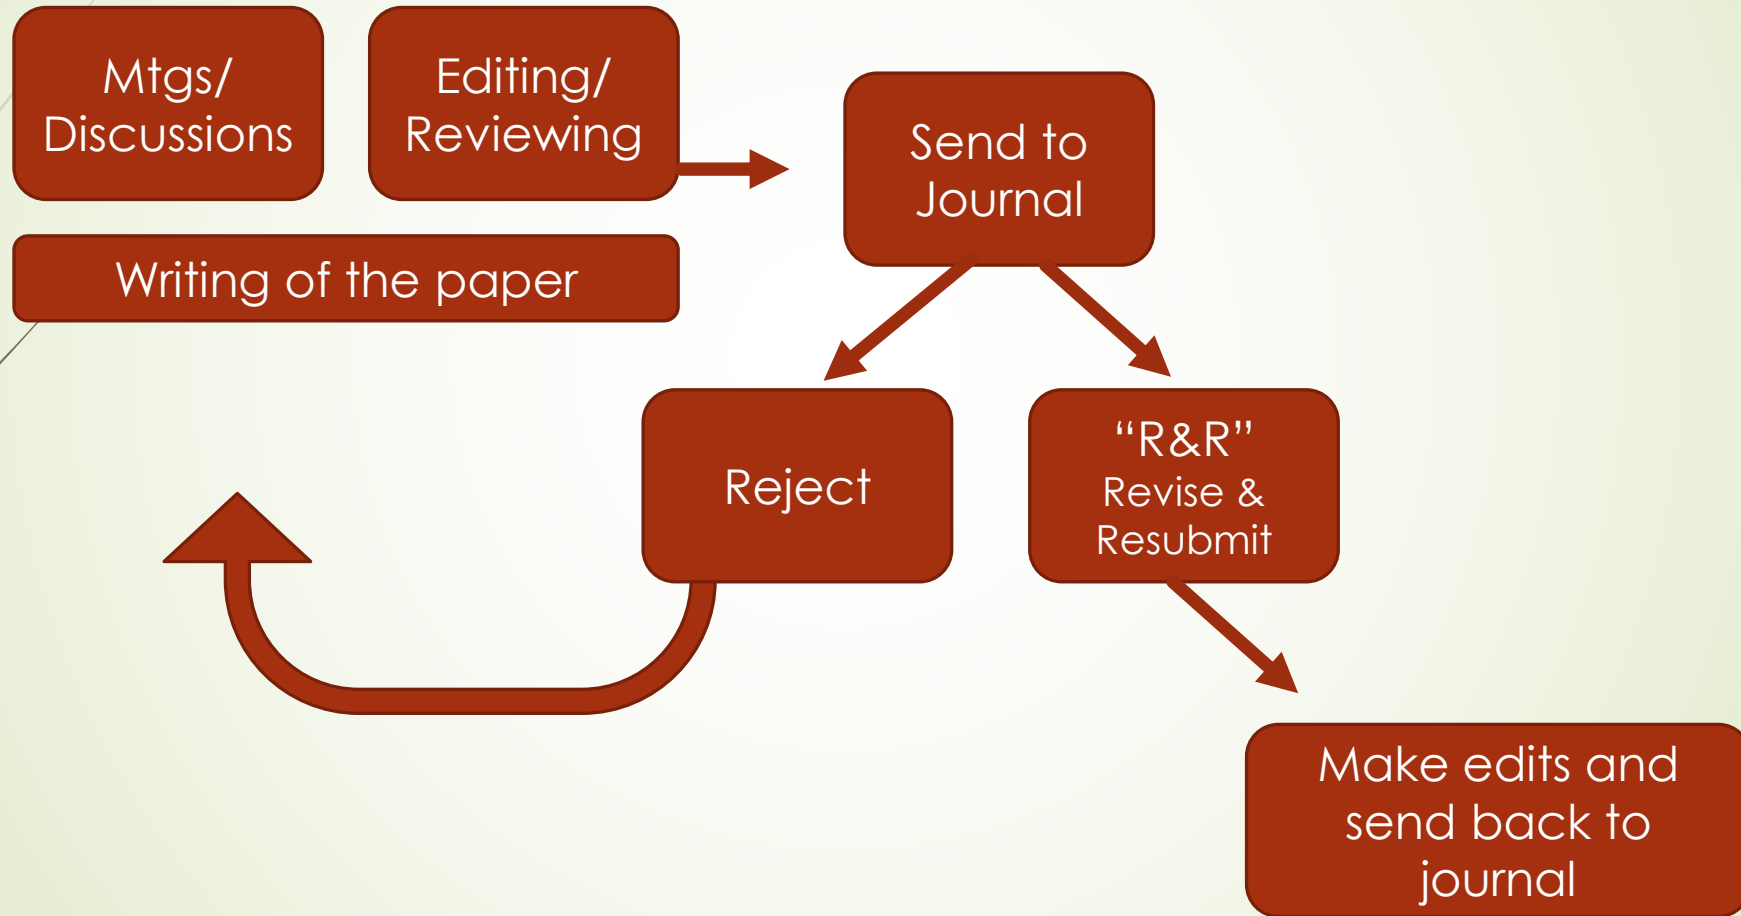 Mtgs/
Discussions
Editing/
Reviewing
Writing of the paper
Send to
Journal
Reject
“R&R”
Revise &
Resubmit
Make edits and
send back to
journal